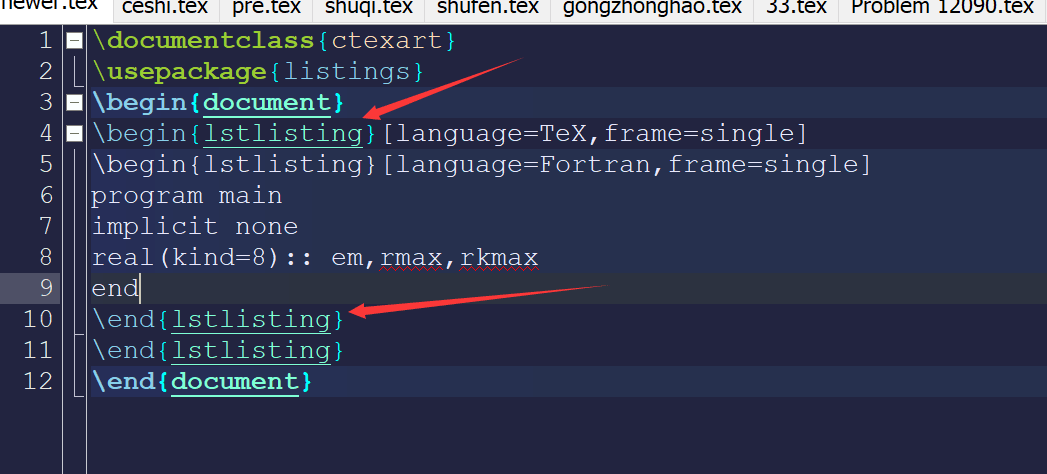 newer.tex ceshi.tex pre.tex shuqi.tex shufen.tex gongzhonghao.tex 33.tex Problem 12090.tex
1 \documentclass{ctexart}
2 \usepackage{listings}
3 \begin{document}
4 \begin{lstlisting}[language=TeX,frame=single]
5 \begin{lstlisting}[language=Fortran,frame=single]
6 program main
7 implicit none
8 real(kind=8):: em,rmax,rkmax
9 end
10 \end{lstlisting}
11 \end{lstlisting}
12 \end{document}